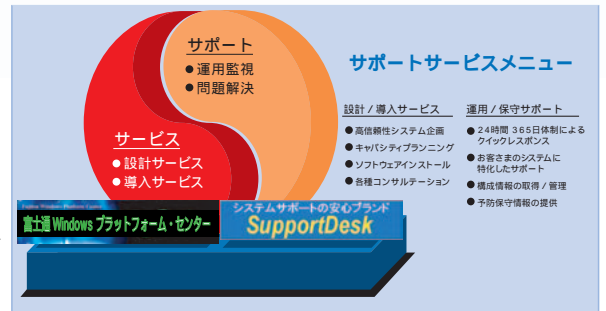 サポート
●運用監視
●問題解決
サービス
●設計サービス
●導入サービス
富士通 Windows プラットフォーム・センター
システムサポートの安心ブランド
SupportDesk
サポートサービスメニュー
設計 / 導入サービス
●高信頼性システム企画
●キャパシティプランニング
●ソフトウェアインストール
●各種コンサルテーション
運用 / 保守サポート
●24時間 365日体制による
クイックレスポンス
●お客さまのシステムに
特化したサポート
●構成情報の取得 / 管理
●予防保守情報の提供